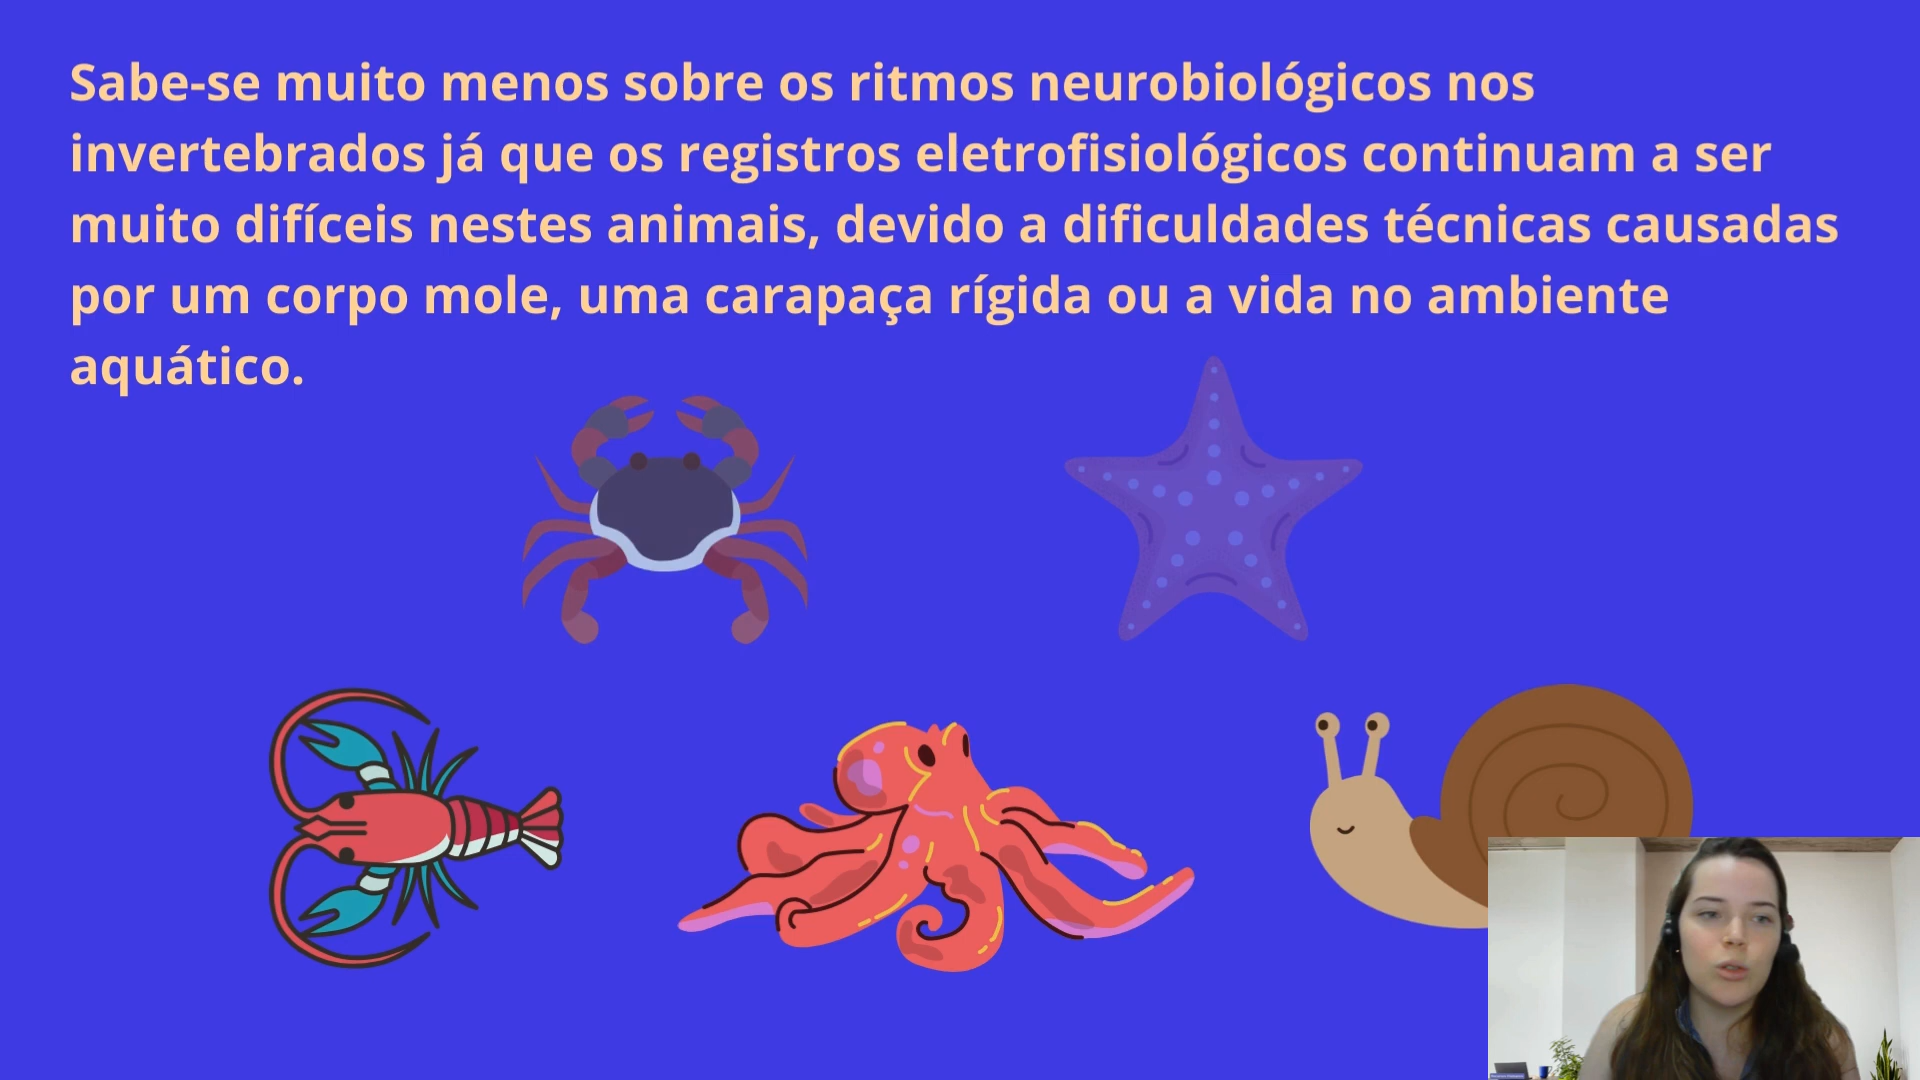 Sabe-se muito menos sobre os ritmos neurobiológicos nos
invertebrados já que os registros eletrofisiológicos continuam a ser
muito difíceis nestes animais, devido a dificuldades técnicas causadas
por um corpo mole, uma carapaça rígida ou a vida no ambiente
aquático.